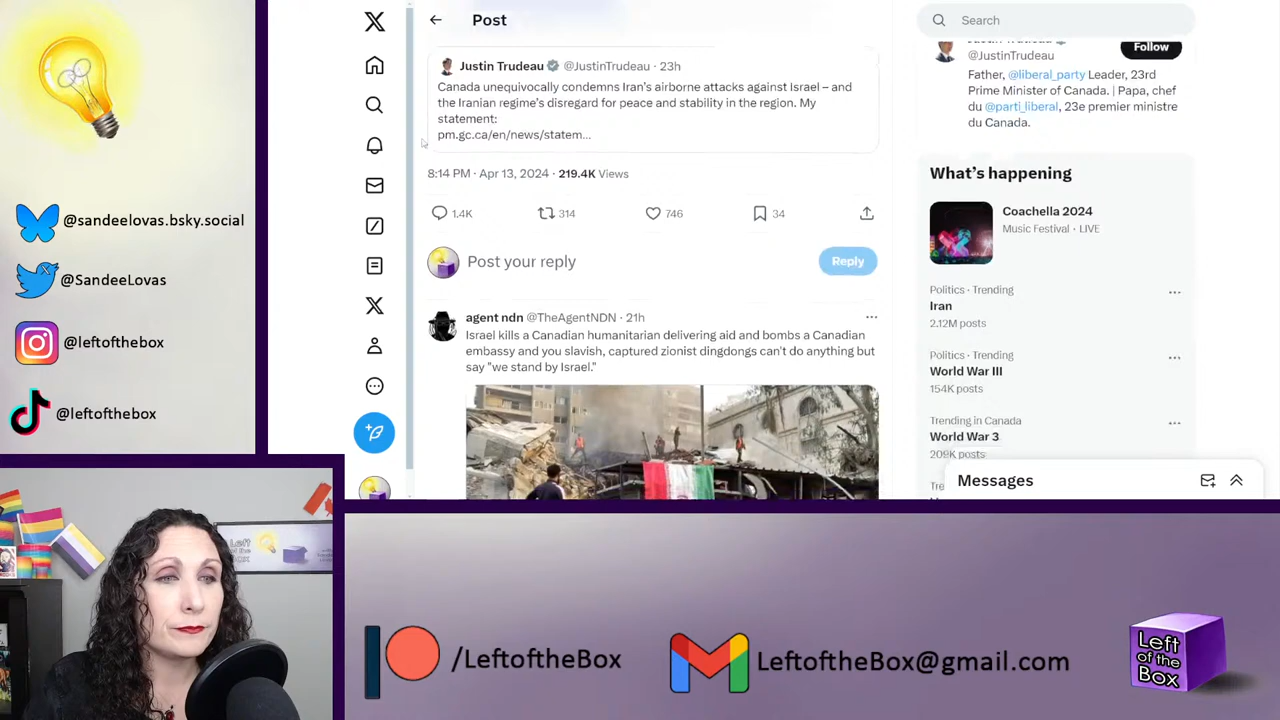 @sandeelovas.bsky.social
@SandeeLovas
@leftofthebox
@leftofthebox
Post
Justin Trudeau @JustinTrudeau · 23h
Canada unequivocally condemns Iran's airborne attacks against Israel – and
the Iranian regime's disregard for peace and stability in the region. My
statement:
pm.gc.ca/en/news/statem...
8:14 PM · Apr 13, 2024 · 219.4K Views
1.4K
314
746
34
Post your reply
Reply
agent ndn @TheAgentNDN · 21h
Israel kills a Canadian humanitarian delivering aid and bombs a Canadian
embassy and you slavish, captured zionist dingdongs can't do anything but
say "we stand by Israel."
Search
@JustinTrudeau
Follow
Father, @liberal_party Leader, 23rd
Prime Minister of Canada. | Papa, chef
du @parti_liberal, 23e premier ministre
du Canada.
What's happening
Coachella 2024
Music Festival · LIVE
Politics · Trending
Iran
2.12M posts
Politics · Trending
World War III
154K posts
Trending in Canada
World War 3
209K posts
Messages
Left
of the
/LeftoftheBox
LeftoftheBox@gmail.com
Left
of the
Box